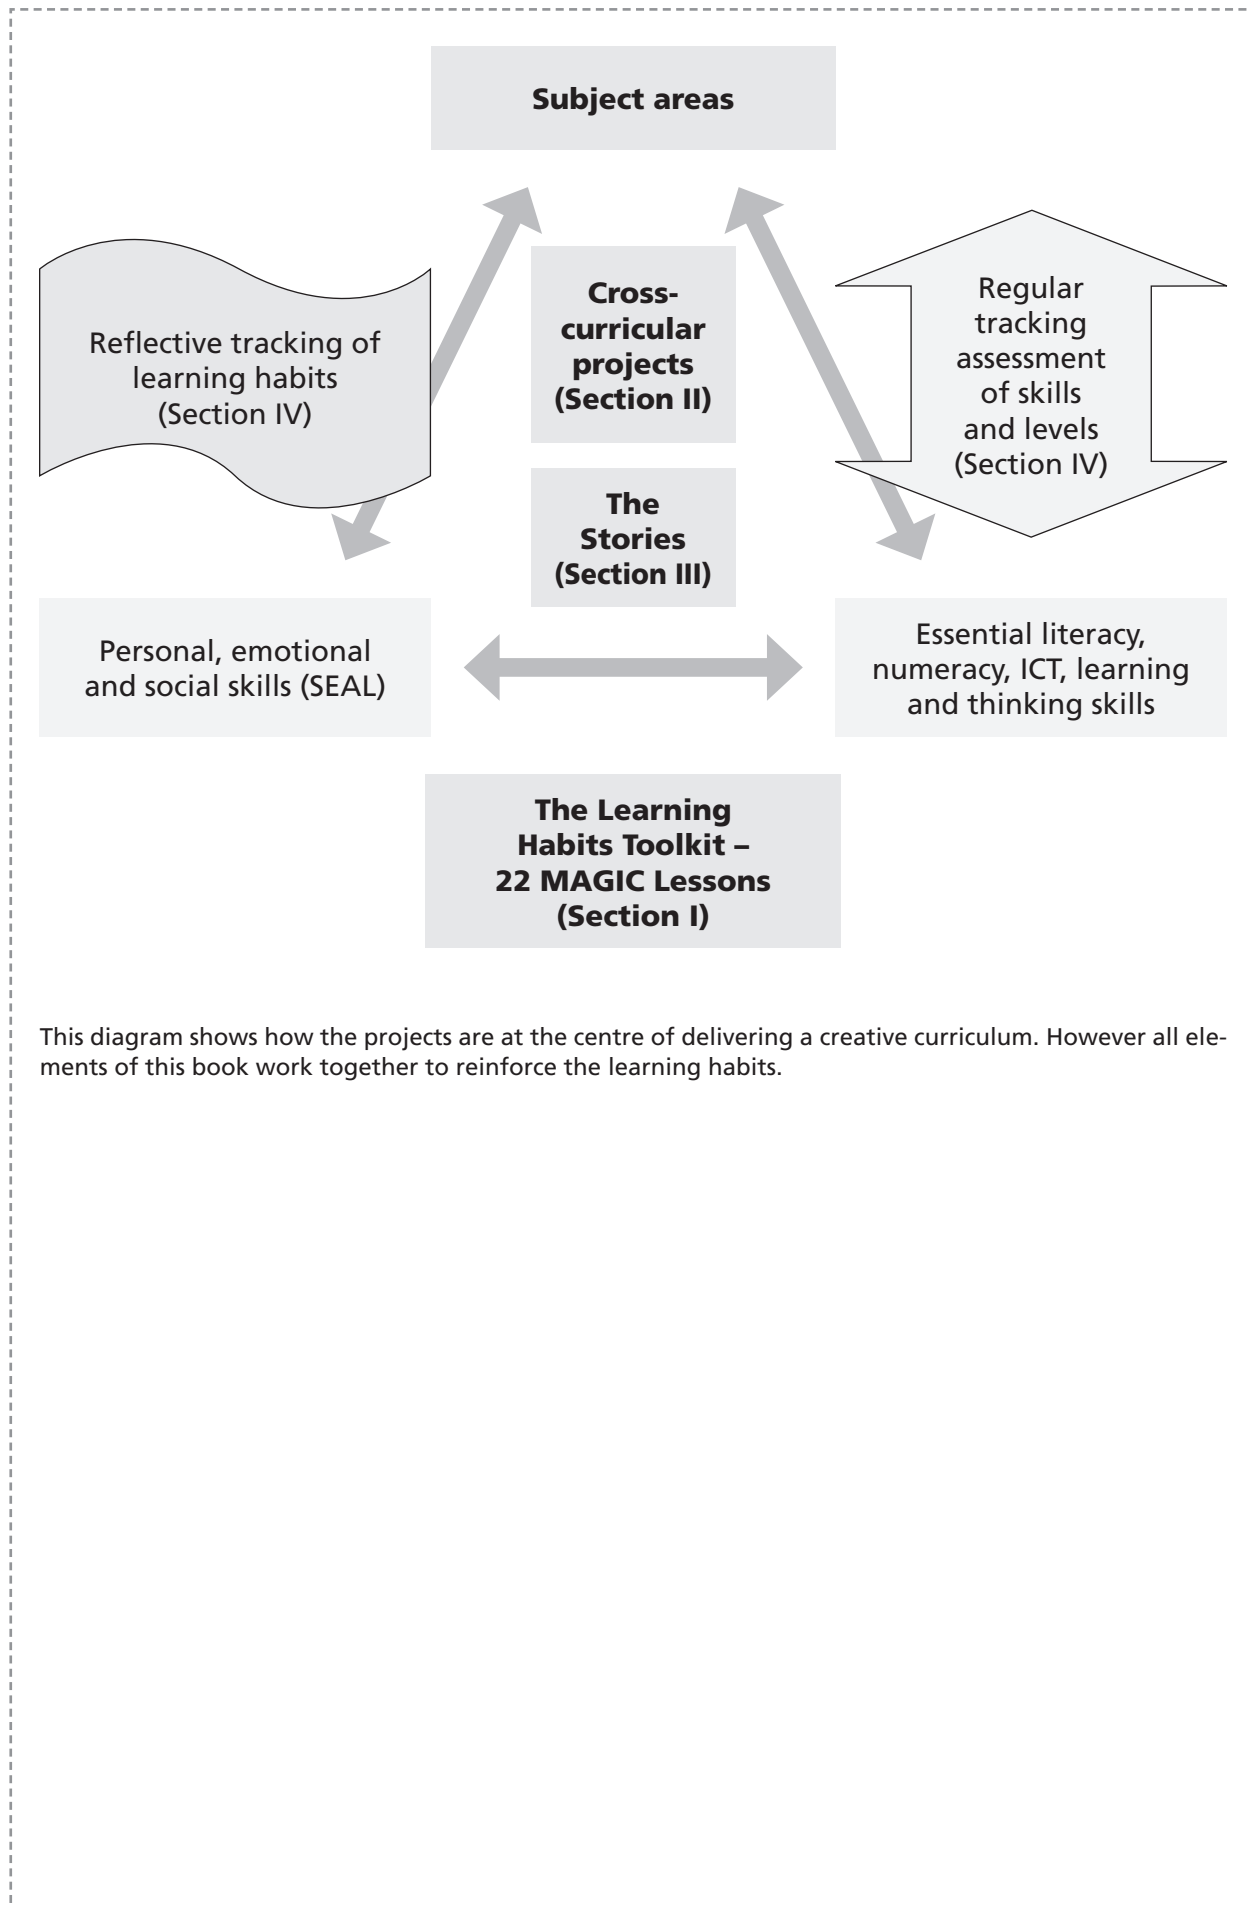 Subject areas
Reflective tracking of
learning habits
(Section IV)
Cross-
curricular
projects
(Section II)
Regular
tracking
assessment
of skills
and levels
(Section IV)
The
Stories
(Section III)
Personal, emotional
and social skills (SEAL)
Essential literacy,
numeracy, ICT, learning
and thinking skills
The Learning
Habits Toolkit –
22 MAGIC Lessons
(Section I)
This diagram shows how the projects are at the centre of delivering a creative curriculum. However all ele-
ments of this book work together to reinforce the learning habits.